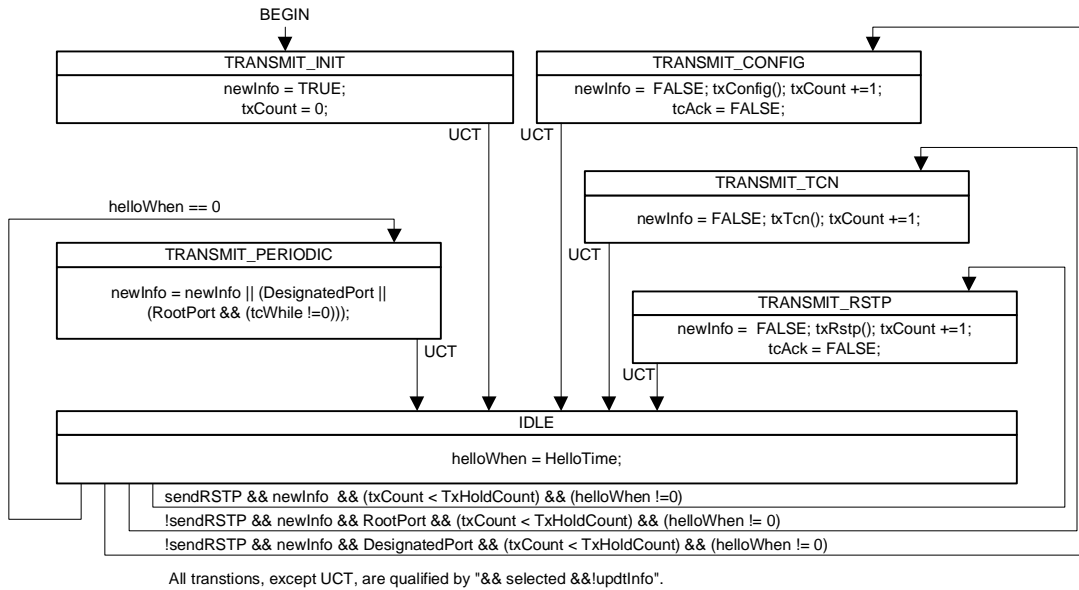 BEGIN
TRANSMIT_INIT
newInfo = TRUE;
txCount = 0;
UCT
TRANSMIT_CONFIG
newInfo = FALSE; txConfig(); txCount +=1;
tcAck = FALSE;
UCT
TRANSMIT_TCN
newInfo = FALSE; txTcn(); txCount +=1;
UCT
helloWhen == 0
TRANSMIT_PERIODIC
newInfo = newInfo || (DesignatedPort ||
(RootPort && (tcWhile !=0)));
UCT
TRANSMIT_RSTP
newInfo = FALSE; txRstp(); txCount +=1;
tcAck = FALSE;
UCT
IDLE
helloWhen = HelloTime;
sendRSTP && newInfo && (txCount < TxHoldCount) && (helloWhen !=0)
!sendRSTP && newInfo && RootPort && (txCount < TxHoldCount) && (helloWhen != 0)
!sendRSTP && newInfo && DesignatedPort && (txCount < TxHoldCount) && (helloWhen != 0)
All transtions, except UCT, are qualified by "&& selected &&!updtInfo".